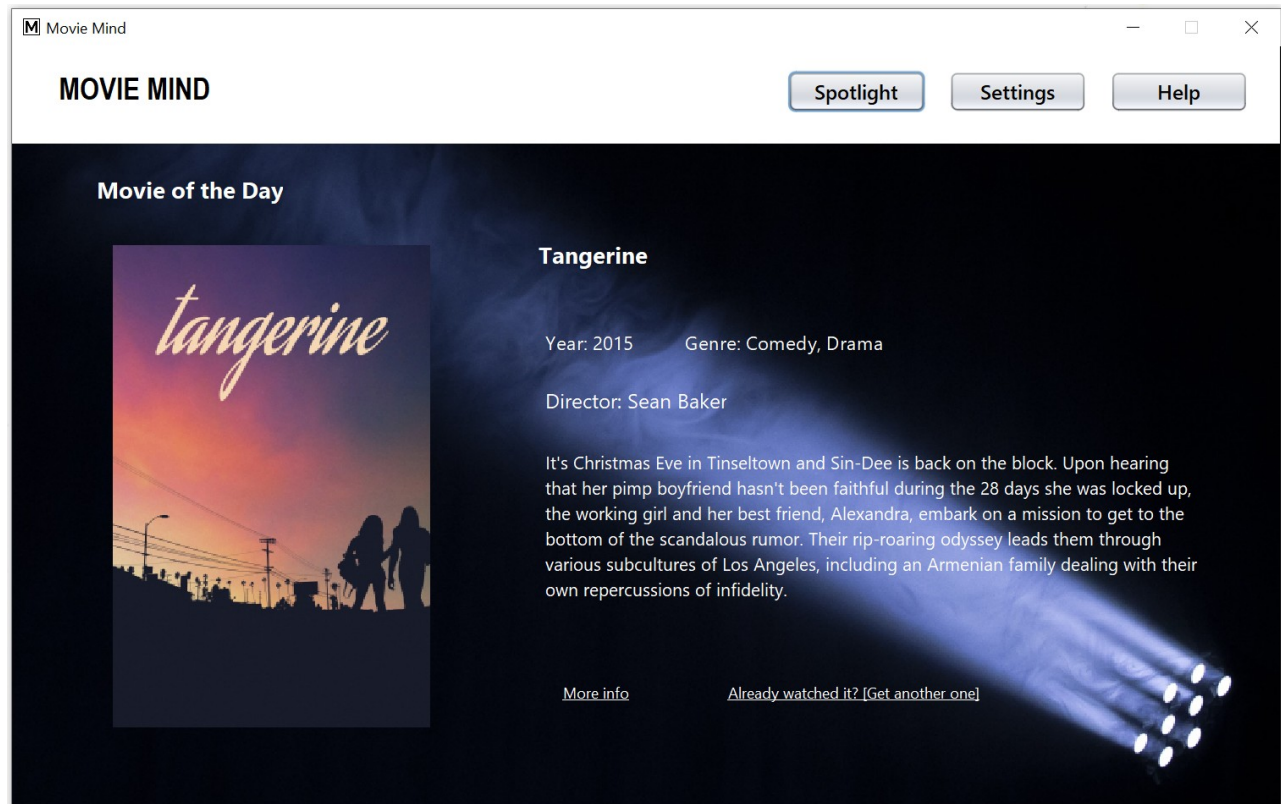 M Movie Mind
MOVIE MIND
Spotlight
Settings
Help
Movie of the Day
tangerine
Tangerine
Year: 2015 Genre: Comedy, Drama
Director: Sean Baker
It's Christmas Eve in Tinseltown and Sin-Dee is back on the block. Upon hearing
that her pimp boyfriend hasn't been faithful during the 28 days she was locked up,
the working girl and her best friend, Alexandra, embark on a mission to get to the
bottom of the scandalous rumor. Their rip-roaring odyssey leads them through
various subcultures of Los Angeles, including an Armenian family dealing with their
own repercussions of infidelity.
More info
Already watched it? [Get another one]